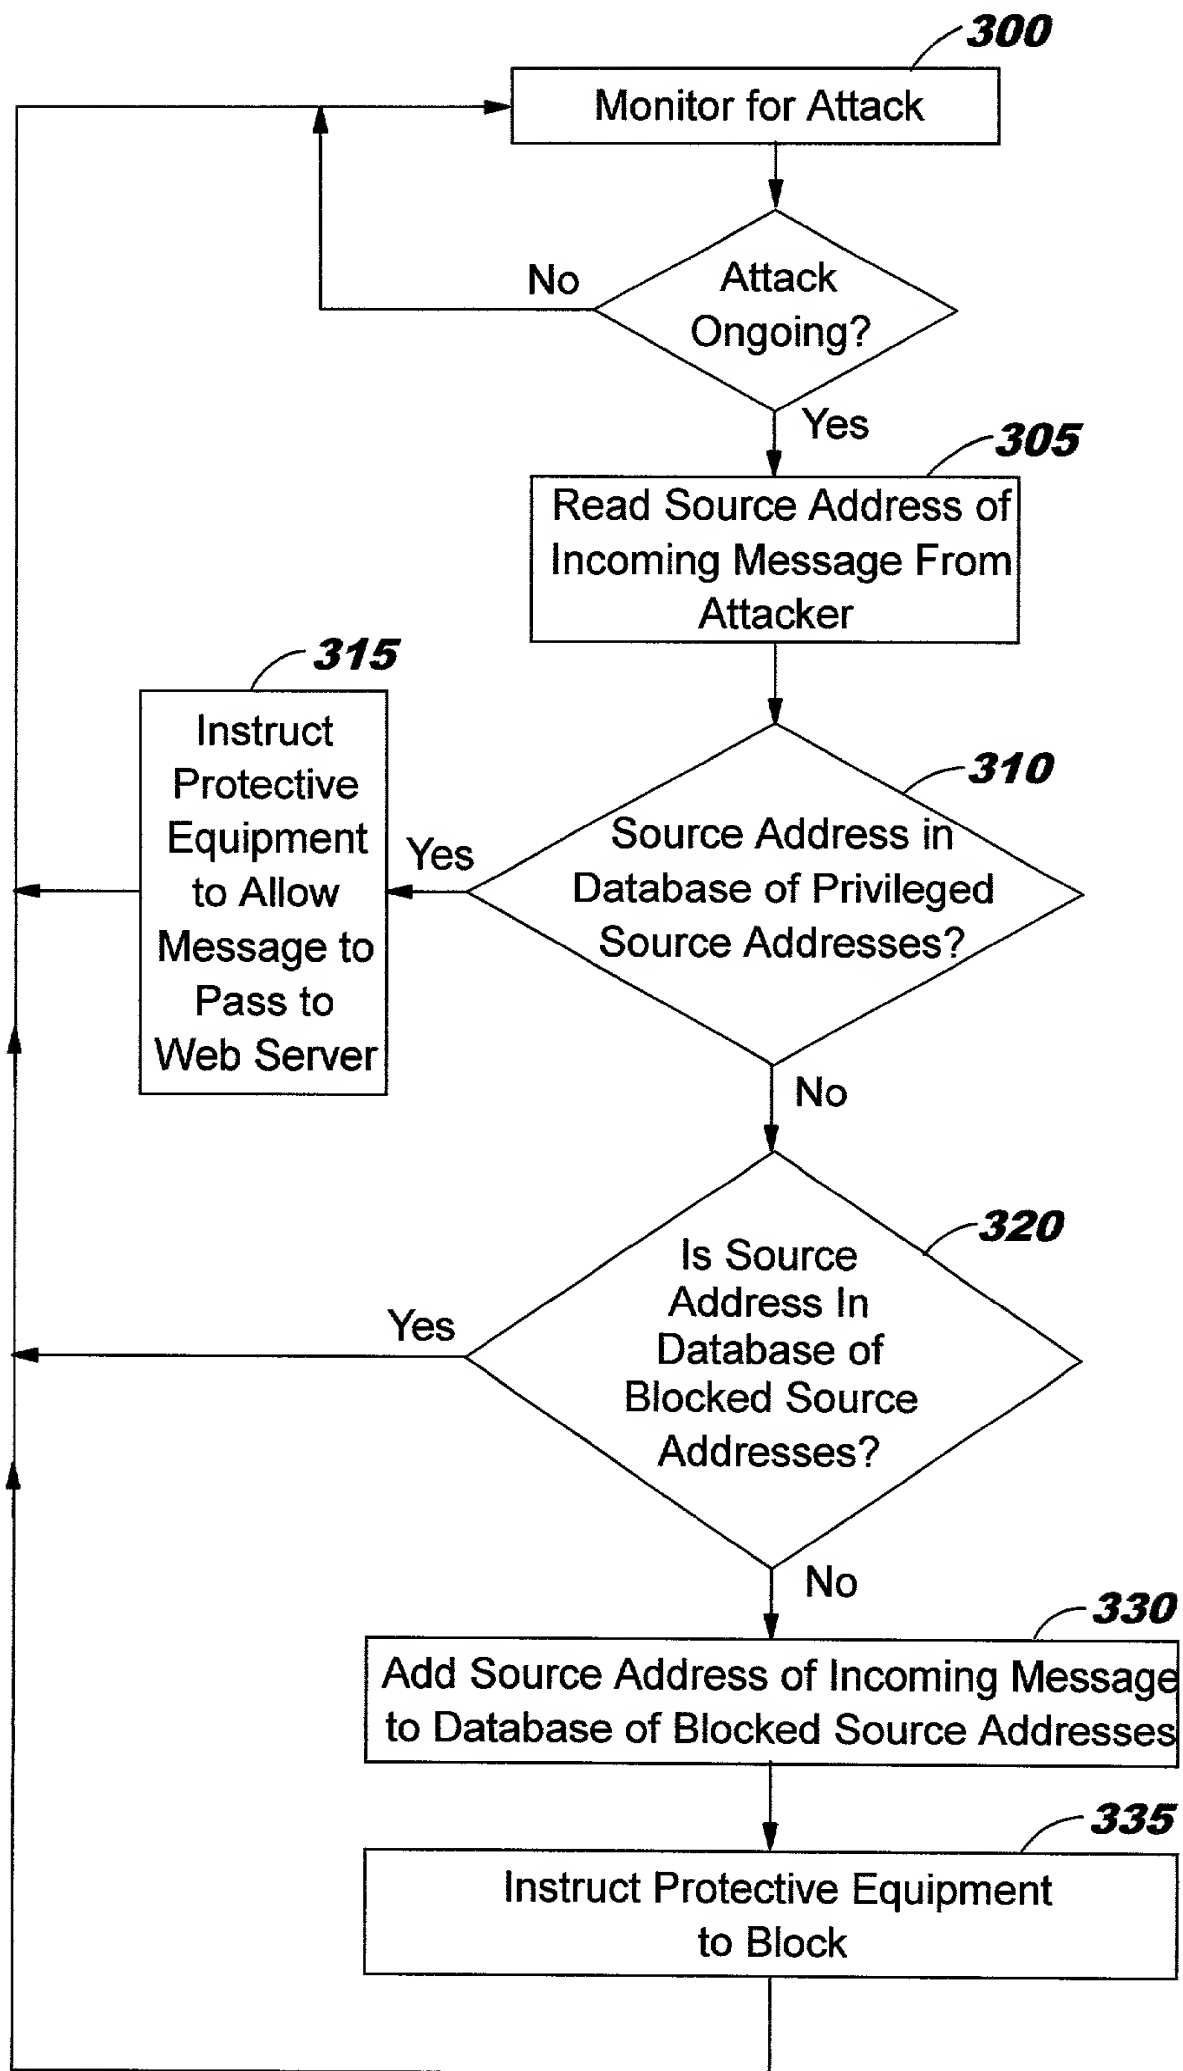 300
Monitor for Attack
No
Attack
Ongoing?
Yes
305
Read Source Address of
Incoming Message From
Attacker
315
Instruct
Protective
Equipment
to Allow
Message to
Pass to
Web Server
Yes
310
Source Address in
Database of Privileged
Source Addresses?
No
320
Is Source
Address In
Database of
Blocked Source
Addresses?
Yes
No
330
Add Source Address of Incoming Message
to Database of Blocked Source Addresses
335
Instruct Protective Equipment
to Block